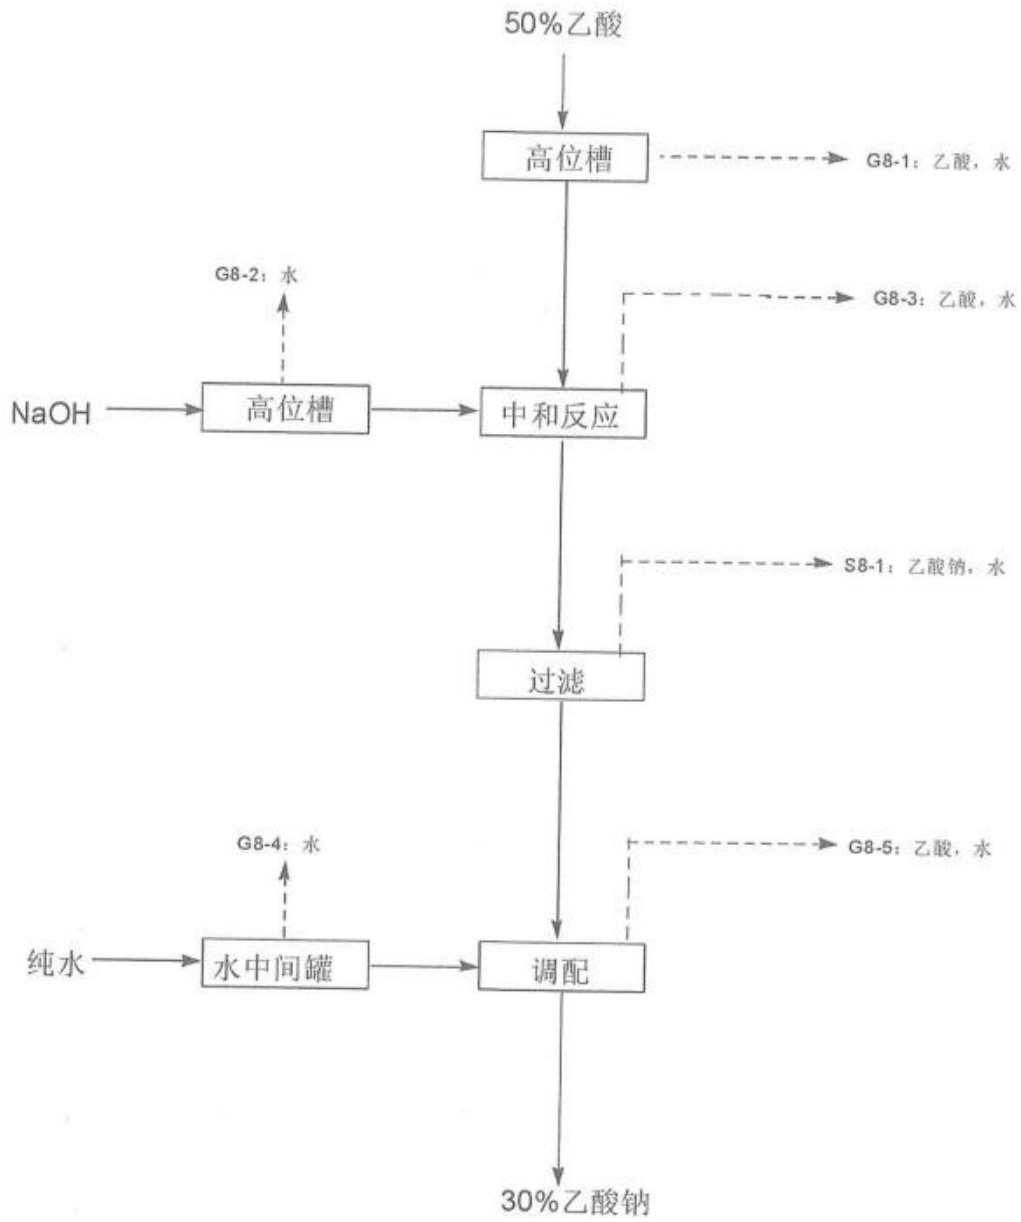 50%乙酸
高位槽
G8-1：乙酸，水
G8-2：水
G8-3：乙酸，水
NaOH
高位槽
中和反应
S8-1：乙酸钠，水
过滤
G8-4：水
G8-5：乙酸，水
纯水
水中间罐
调配
30%乙酸钠